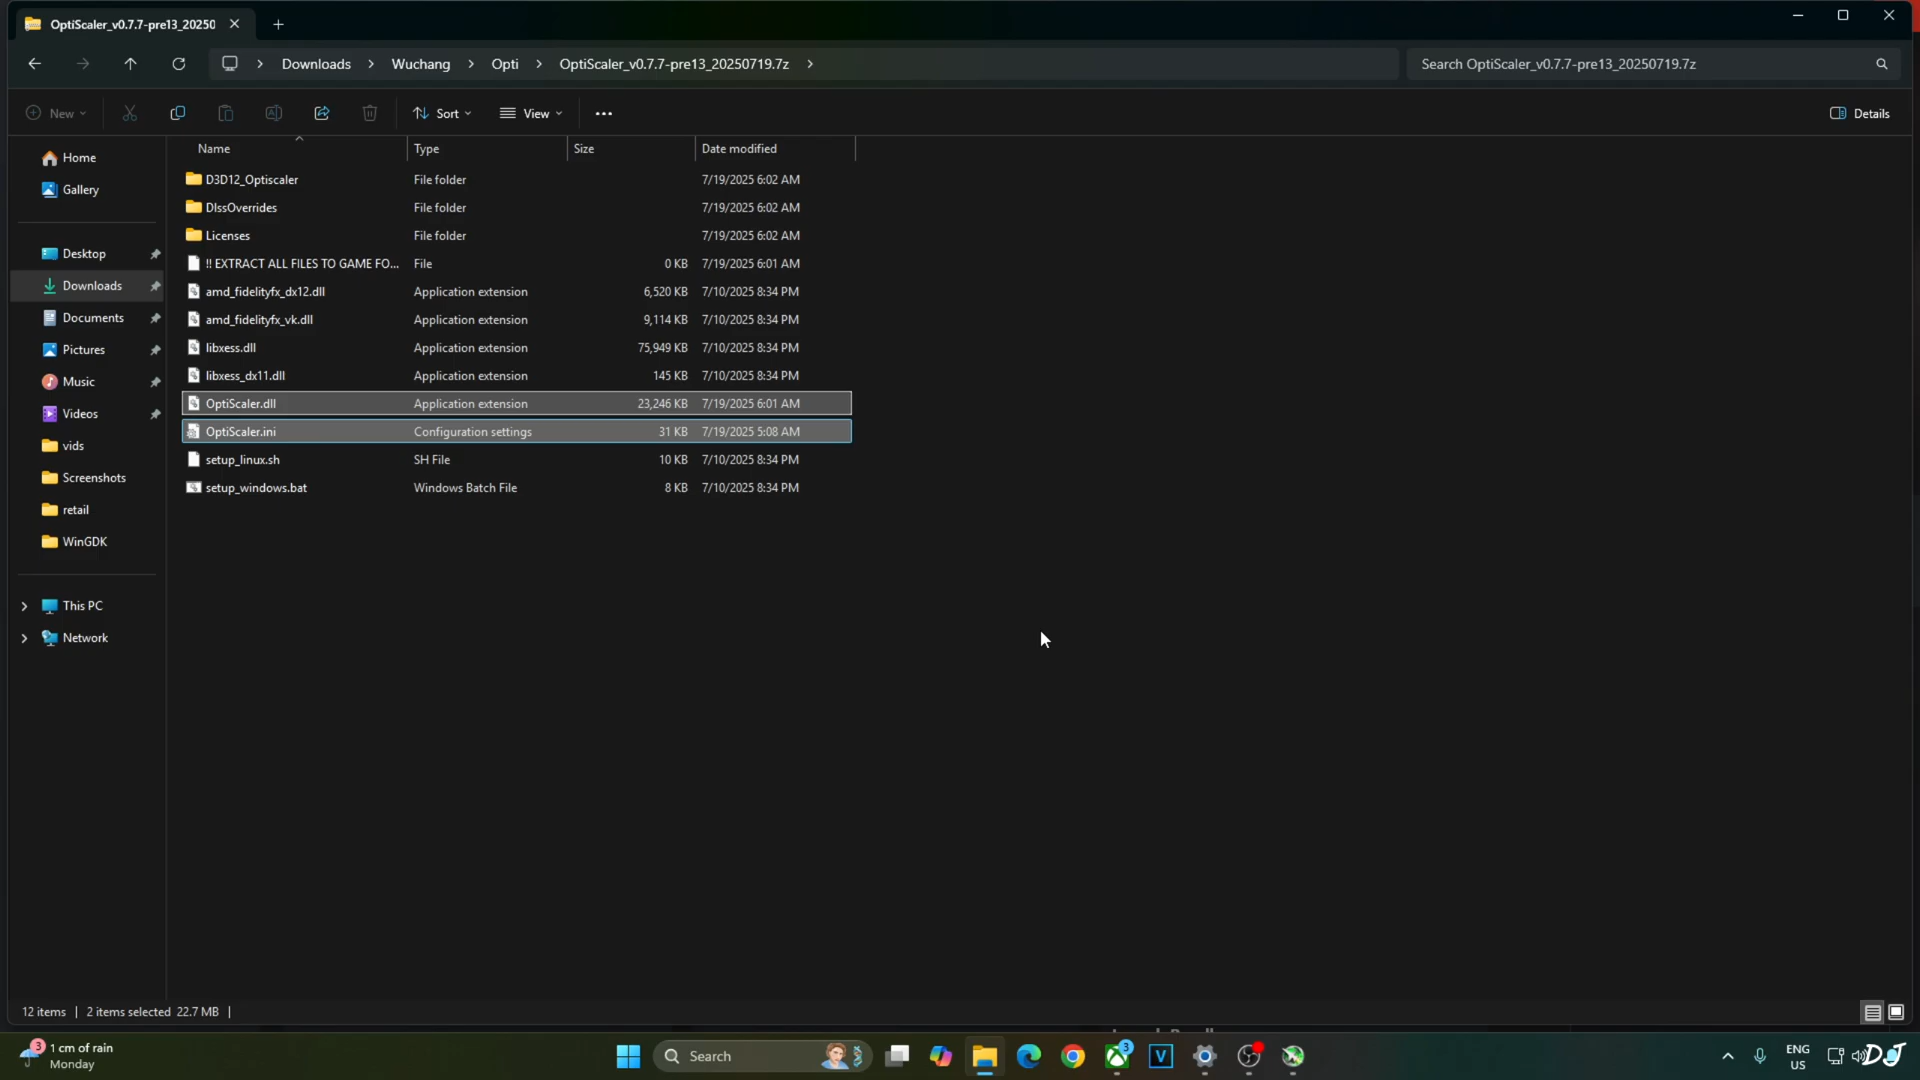 OptiScaler_v0.7.7-pre13_20250
Downloads > Wuchang > Opti > OptiScaler_v0.7.7-pre13_20250719.7z >
Search OptiScaler_v0.7.7-pre13_20250719.7z
New
Sort
View
Details
Name Type Size Date modified
Home
Gallery
Desktop
Downloads
Documents
Pictures
Music
Videos
vids
Screenshots
retail
WinGDK
This PC
Network
D3D12_Optiscaler File folder 7/19/2025 6:02 AM
DlssOverrides File folder 7/19/2025 6:02 AM
Licenses File folder 7/19/2025 6:02 AM
!! EXTRACT ALL FILES TO GAME FO... File 0 KB 7/19/2025 6:01 AM
amd_fidelityfx_dx12.dll Application extension 6,520 KB 7/10/2025 8:34 PM
amd_fidelityfx_vk.dll Application extension 9,114 KB 7/10/2025 8:34 PM
libxess.dll Application extension 75,949 KB 7/10/2025 8:34 PM
libxess_dx11.dll Application extension 145 KB 7/10/2025 8:34 PM
OptiScaler.dll Application extension 23,246 KB 7/19/2025 6:01 AM
OptiScaler.ini Configuration settings 31 KB 7/19/2025 5:08 AM
setup_linux.sh SH File 10 KB 7/10/2025 8:34 PM
setup_windows.bat Windows Batch File 8 KB 7/10/2025 8:34 PM
12 items | 2 items selected 22.7 MB |
3
1 cm of rain
Monday
Search
3
V
ENG
US
DJ